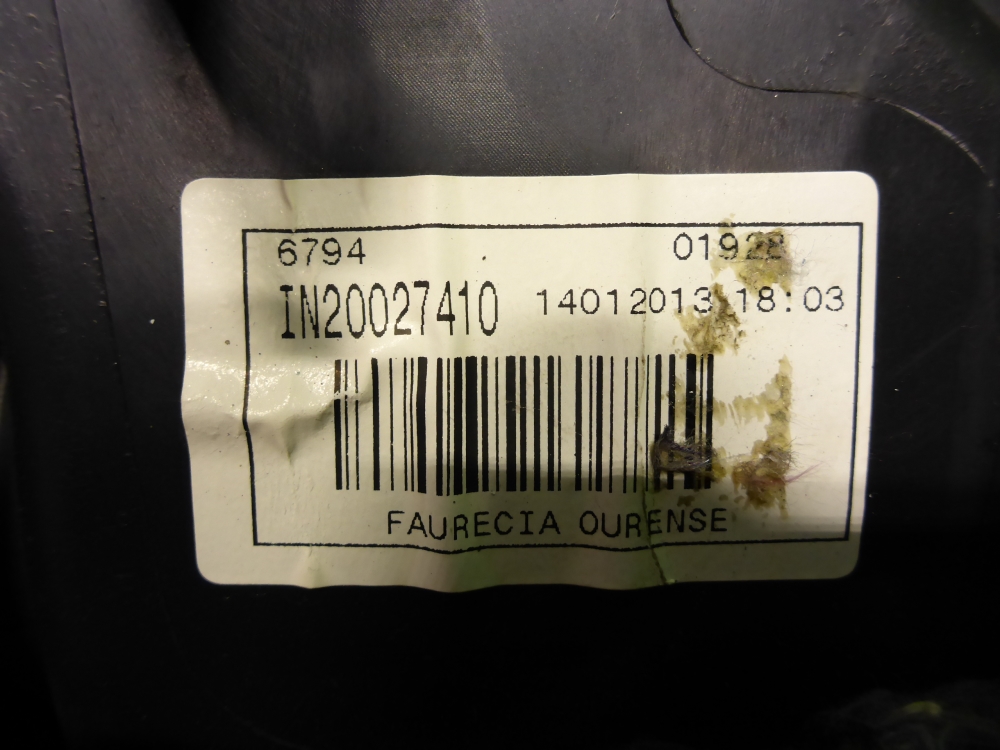 6794 01928
IN20027410 14012013 18:03
FAURECIA OURENSE